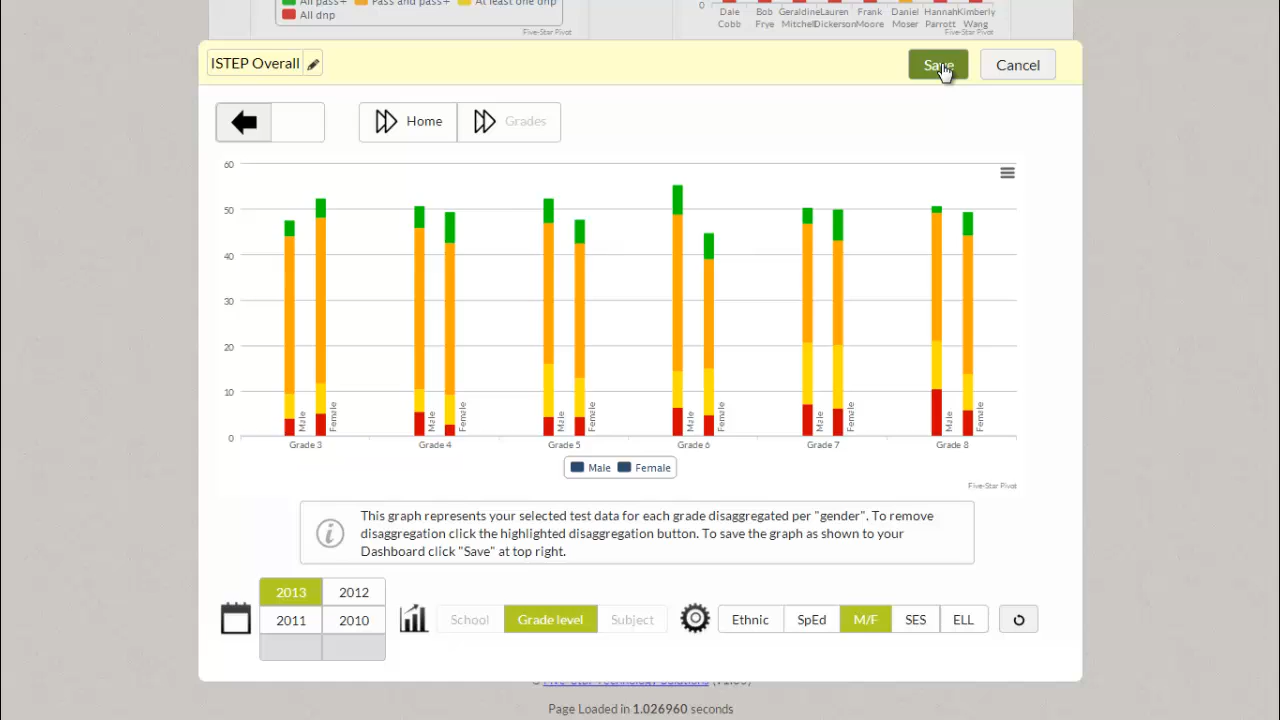 All pass+ Pass and pass+ At least one dnp
All dnp
Five-Star Pivot
0
Dale Cobb Bob Frye Geraldine Mitchell Lauren Dickerson Frank Moore Daniel Moser Hannah Parrott Kimberly Wang
Five-Star Pivot
ISTEP Overall
Save Cancel
Home Grades
60
50
40
30
20
10
0
Male Female Male Female Male Female Male Female Male Female Male Female
Grade 3 Grade 4 Grade 5 Grade 6 Grade 7 Grade 8
Male Female
Five-Star Pivot
This graph represents your selected test data for each grade disaggregated per "gender". To remove
disaggregation click the highlighted disaggregation button. To save the graph as shown to your
Dashboard click "Save" at top right.
2013 2012
2011 2010
School Grade level Subject
Ethnic SpEd M/F SES ELL
Five-Star Technology Solutions
Page Loaded in 1.026960 seconds